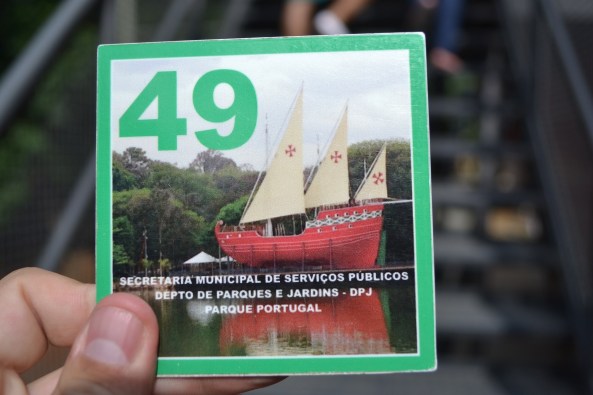 49
SECRETARIA MUNICIPAL DE SERVIÇOS PÚBLICOS
DEPTO DE PARQUES E JARDINS - DPJ
PARQUE PORTUGAL